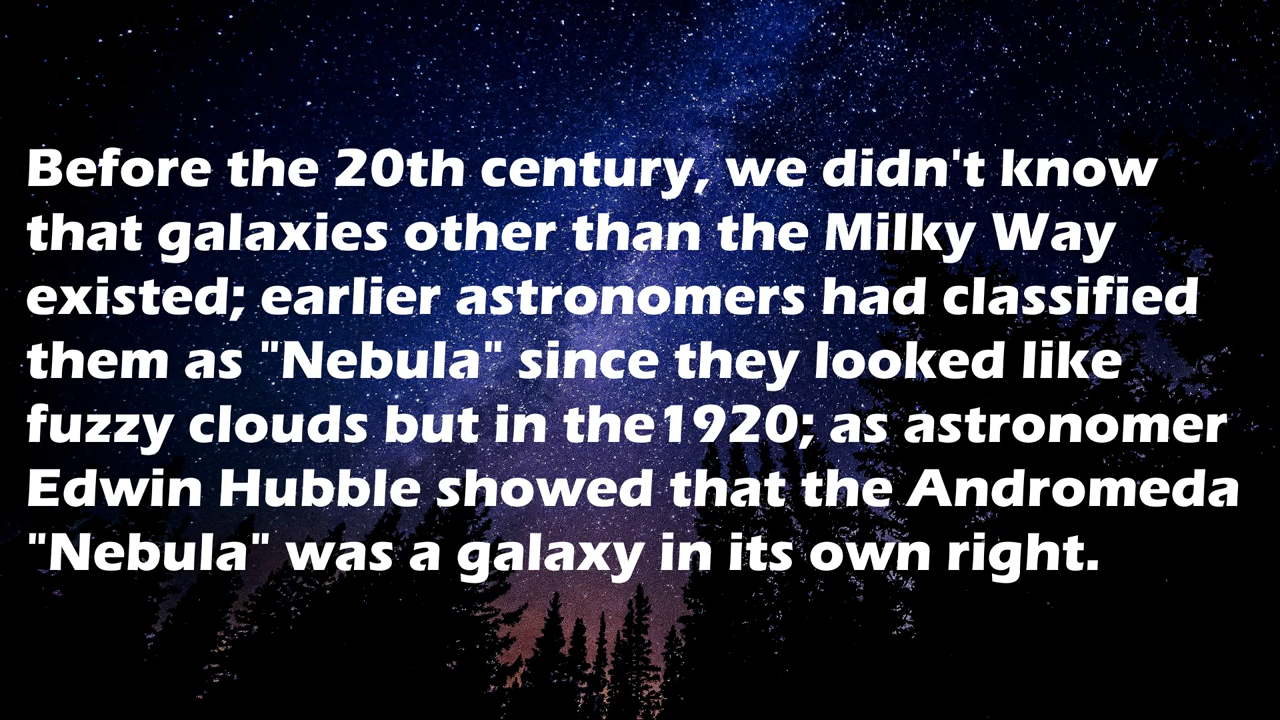 Before the 20th century, we didn't know
that galaxies other than the Milky Way
existed; earlier astronomers had classified
them as "Nebula" since they looked like
fuzzy clouds but in the1920; as astronomer
Edwin Hubble showed that the Andromeda
"Nebula" was a galaxy in its own right.